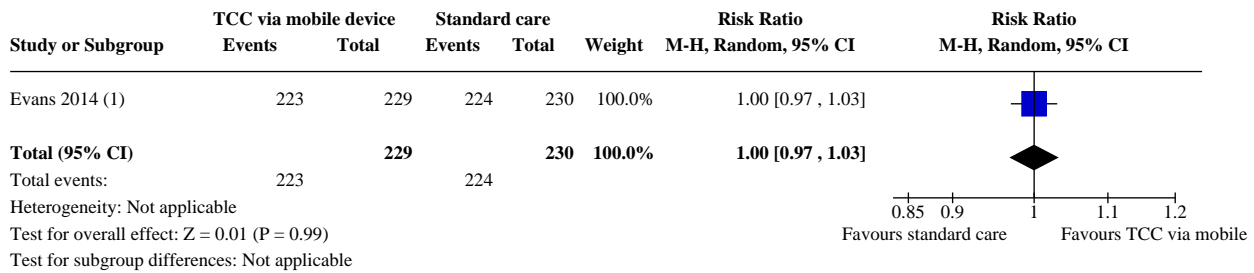 TCC via mobile device Standard care Risk Ratio Risk Ratio
Study or Subgroup Events Total Events Total Weight M-H, Random, 95% CI M-H, Random, 95% CI
Evans 2014 (1) 223 229 224 230 100.0% 1.00 [0.97 , 1.03]
Total (95% CI) 229 230 100.0% 1.00 [0.97 , 1.03]
Total events: 223 224
Heterogeneity: Not applicable
0.85 0.9 1 1.1 1.2
Test for overall effect: Z = 0.01 (P = 0.99) Favours standard care Favours TCC via mobile
Test for subgroup differences: Not applicable